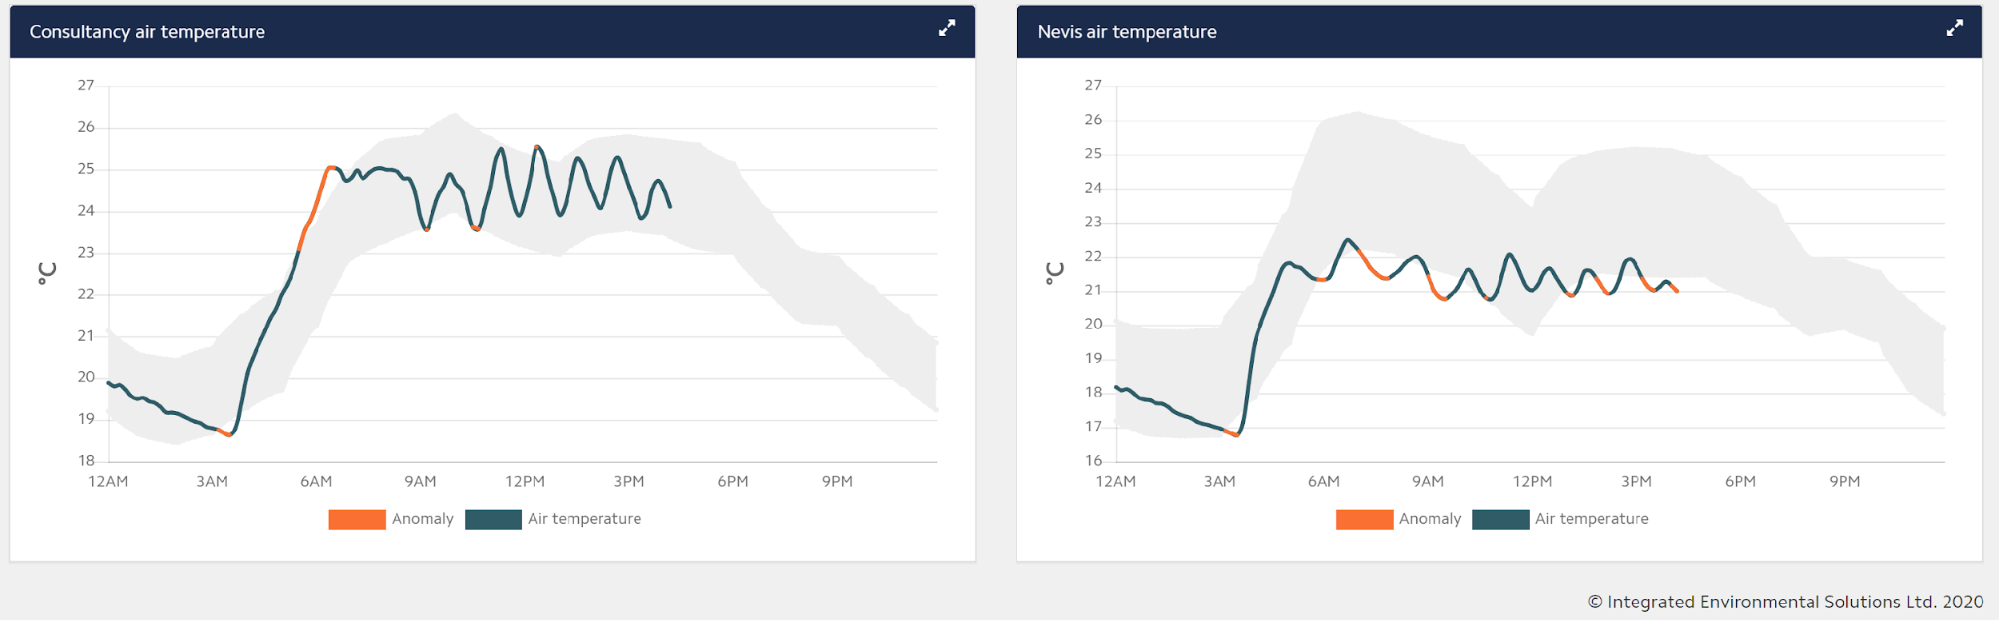 Consultancy air temperature
27
26
25
24
23
22
21
20
19
18
°C
12AM 3AM 6AM 9AM 12PM 3PM 6PM 9PM
Anomaly Air temperature
Nevis air temperature
27
26
25
24
23
22
21
20
19
18
17
16
°C
12AM 3AM 6AM 9AM 12PM 3PM 6PM 9PM
Anomaly Air temperature
© Integrated Environmental Solutions Ltd. 2020